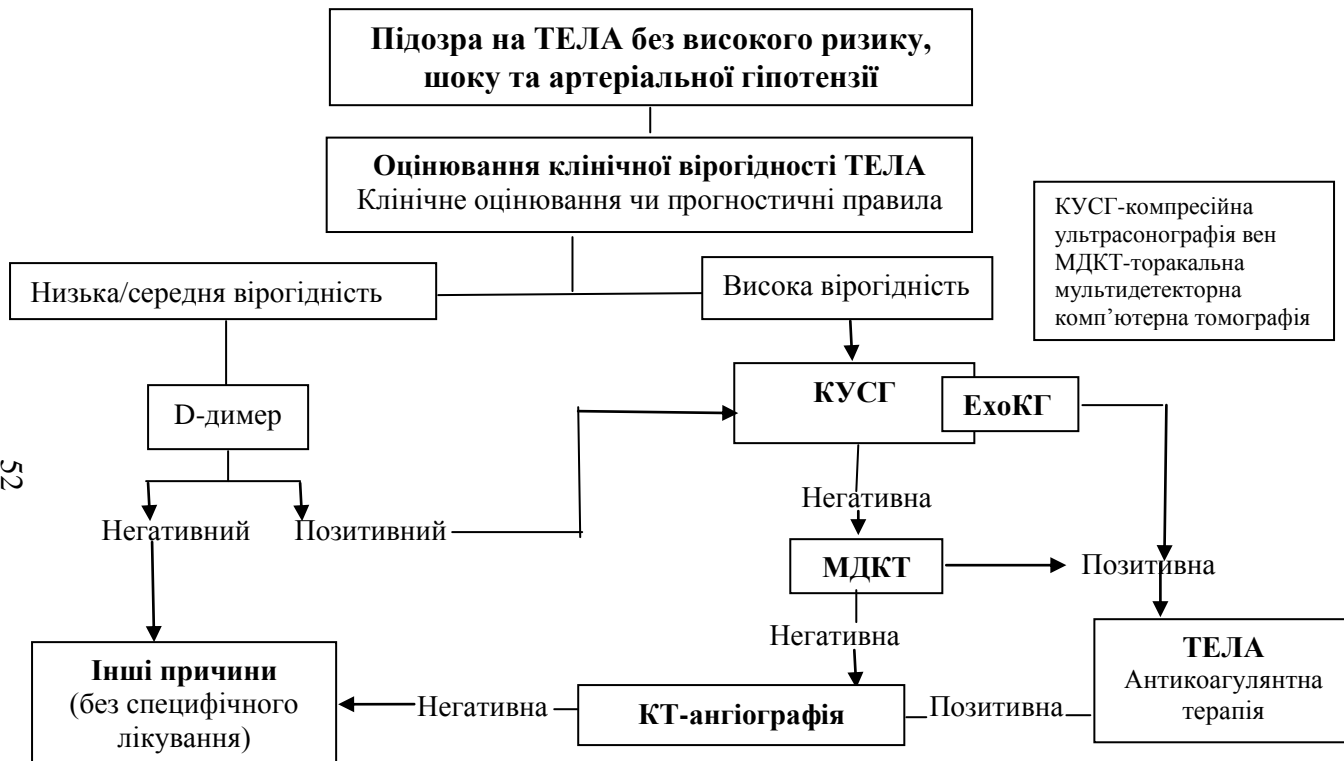 Підозра на ТЕЛА без високого ризику,
шоку та артеріальної гіпотензії
Оцінювання клінічної вірогідності ТЕЛА
Клінічне оцінювання чи прогностичні правила
КУСГ-компресійна
ультрасонографія вен
МДКТ-торакальна
мультидетекторна
комп’ютерна томографія
Низька/середня вірогідність
Висока вірогідність
D-димер
КУСГ
ЕхоКГ
52
Негативний
Позитивний
Негативна
МДКТ
Позитивна
Негативна
Інші причини
(без специфічного
лікування)
Негативна
КТ-ангіографія
Позитивна
ТЕЛА
Антикоагулянтна
терапія